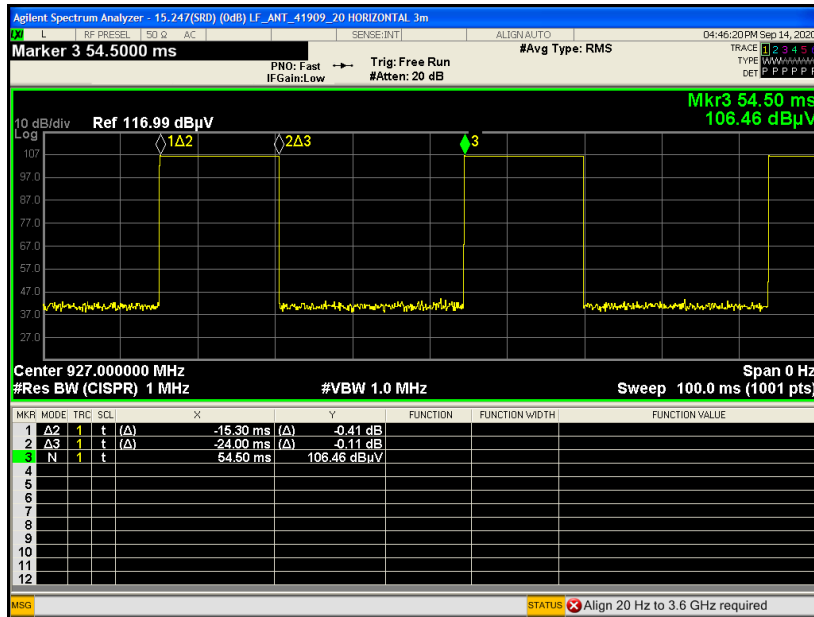 Agilent Spectrum Analyzer - 15.247(SRD) (0dB) LF_ANT_41909_20 HORIZONTAL 3m
LXI L RF PRESEL 50 Ω AC SENSE:INT ALIGN AUTO 04:46:20 PM Sep 14, 2020
Marker 3 54.5000 ms
PNO: Fast
IFGain:Low
Trig: Free Run
#Atten: 20 dB
#Avg Type: RMS
TRACE 1 2 3 4 5
TYPE
DET P P P P P
Mkr3 54.50 ms
106.46 dBµV
10 dB/div Ref 116.99 dBµV
Log
1Δ2 2Δ3 3
107
97.0
87.0
77.0
67.0
57.0
47.0
37.0
27.0
Center 927.000000 MHz Span 0 Hz
#Res BW (CISPR) 1 MHz #VBW 1.0 MHz Sweep 100.0 ms (1001 pts)
MKR MODE TRC SCL X Y FUNCTION FUNCTION WIDTH FUNCTION VALUE
1 Δ2 1 t (Δ) -15.30 ms (Δ) -0.41 dB
2 Δ3 1 t (Δ) -24.00 ms (Δ) -0.11 dB
3 N 1 t 54.50 ms 106.46 dBµV
4
5
6
7
8
9
10
11
12
MSG STATUS Align 20 Hz to 3.6 GHz required